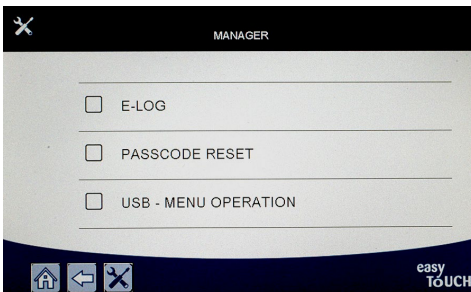 MANAGER
E-LOG
PASSCODE RESET
USB - MENU OPERATION
easy
TOUCH